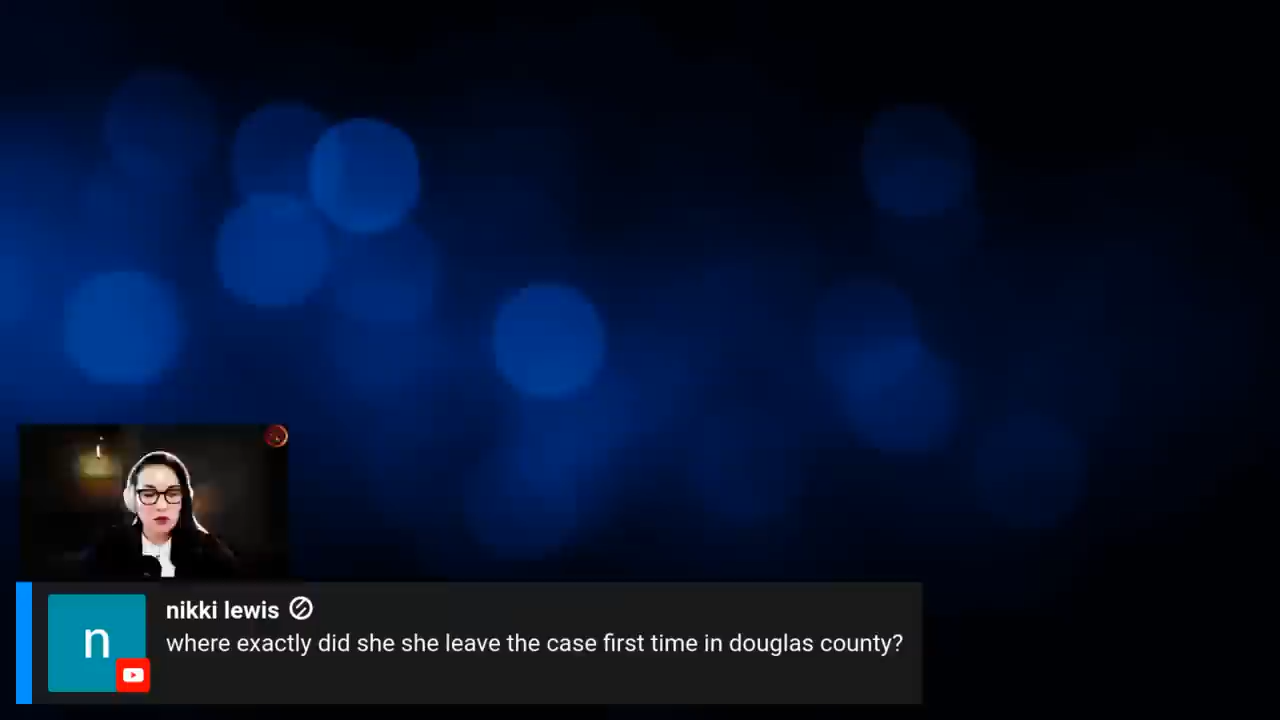 nikki lewis
where exactly did she she leave the case first time in douglas county?
n